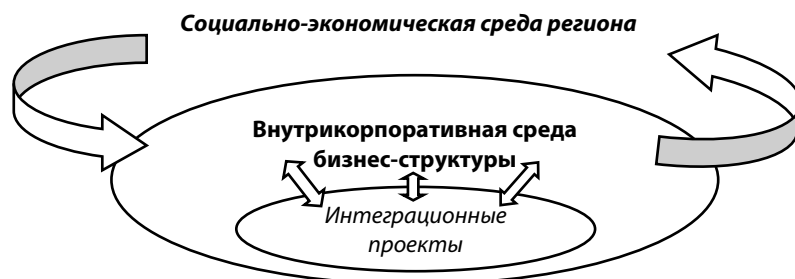 Социально-экономическая среда региона
Внутрикорпоративная среда
бизнес-структуры
Интеграционные
проекты